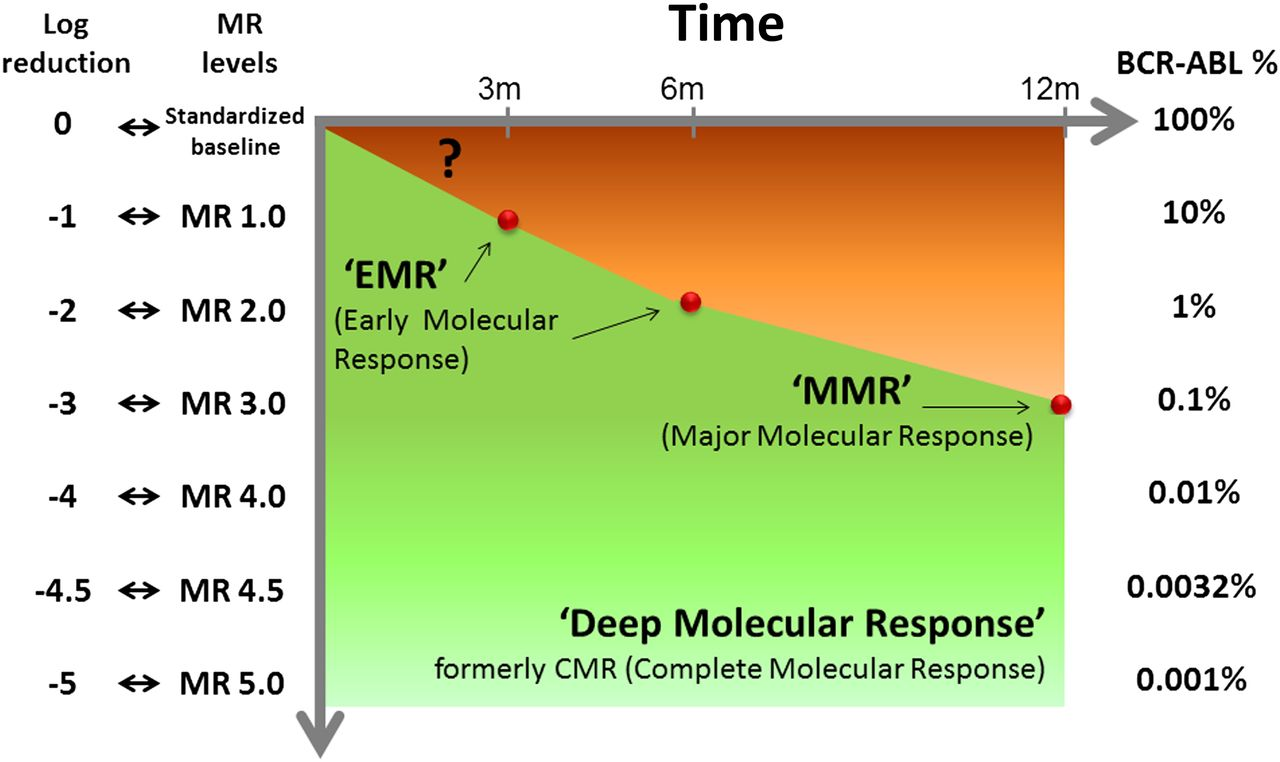 Time
Log
reduction
MR
levels
BCR-ABL %
3m
6m
12m
0 ↔ Standardized
baseline
100%
-1 ↔ MR 1.0
10%
-2 ↔ MR 2.0
1%
-3 ↔ MR 3.0
0.1%
-4 ↔ MR 4.0
0.01%
-4.5 ↔ MR 4.5
0.0032%
-5 ↔ MR 5.0
0.001%
?
‘EMR’
(Early Molecular
Response)
‘MMR’
(Major Molecular Response)
‘Deep Molecular Response’
formerly CMR (Complete Molecular Response)